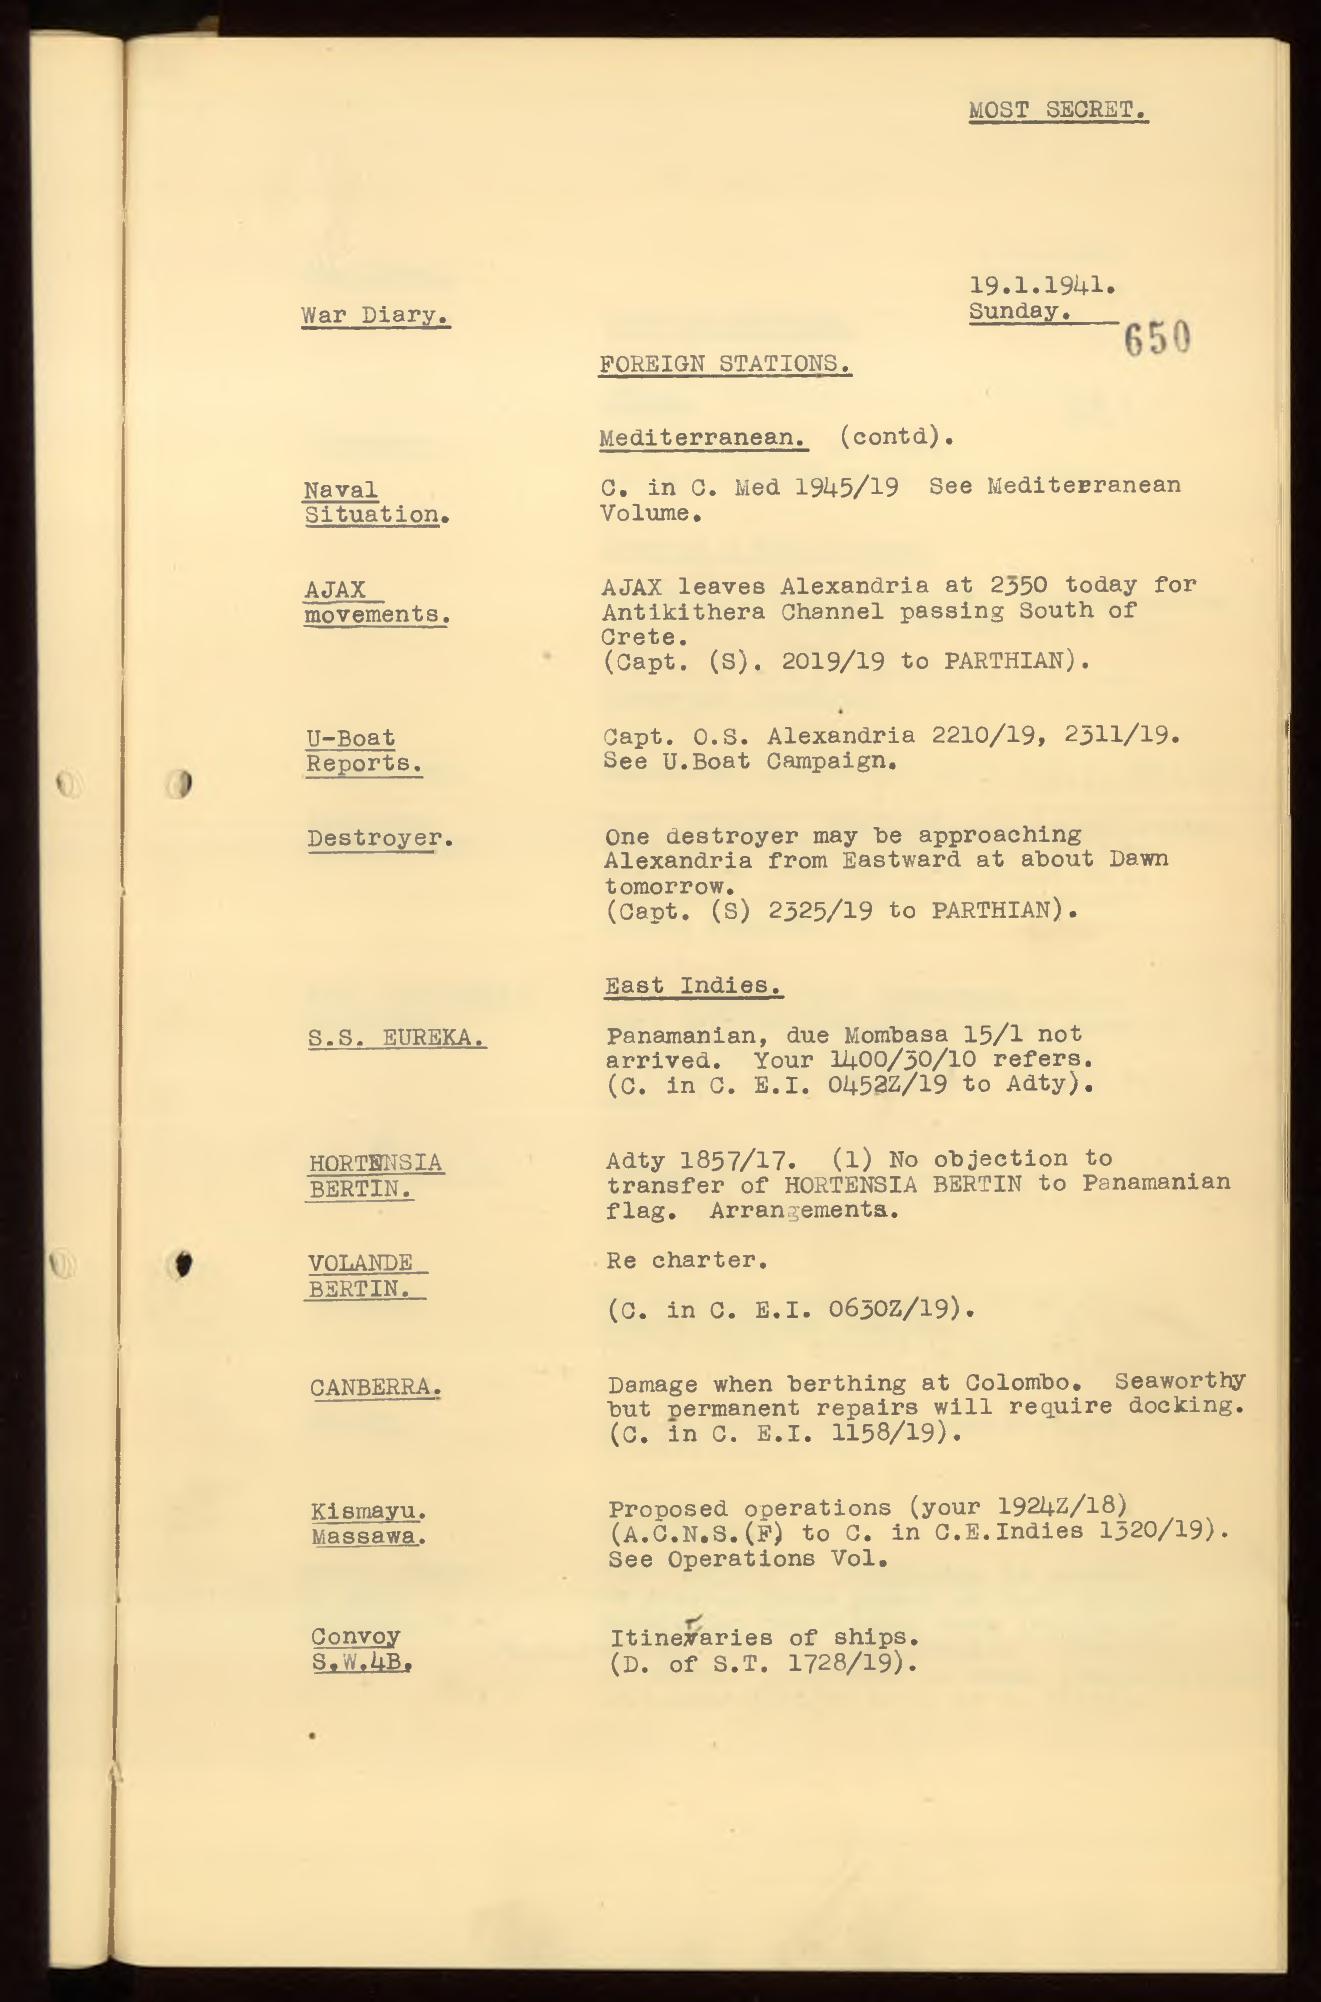 MOST SECRET.
19.1.1941.
War Diary.
Sunday.
650
FOREIGN STATIONS.
Mediterranean. (contd).
Naval
Situation.
C. in C. Med 1945/19 See Mediterranean
Volume.
AJAX
movements.
AJAX leaves Alexandria at 2350 today for
Antikithera Channel passing South of
Crete.
(Capt. (S). 2019/19 to PARTHIAN).
U-Boat
Reports.
Capt. O.S. Alexandria 2210/19, 2311/19.
See U.Boat Campaign.
Destroyer.
One destroyer may be approaching
Alexandria from Eastward at about Dawn
tomorrow.
(Capt. (S) 2325/19 to PARTHIAN).
East Indies.
S.S. EUREKA.
Panamanian, due Mombasa 15/1 not
arrived. Your 1400/30/10 refers.
(C. in C. E.I. 0452Z/19 to Adty).
HORTENSIA
BERTIN.
Adty 1857/17. (1) No objection to
transfer of HORTENSIA BERTIN to Panamanian
flag. Arrangements.
VOLANDE
BERTIN.
Re charter.
(C. in C. E.I. 0630Z/19).
CANBERRA.
Damage when berthing at Colombo. Seaworthy
but permanent repairs will require docking.
(C. in C. E.I. 1158/19).
Kismayu.
Massawa.
Proposed operations (your 1924Z/18)
(A.C.N.S.(F) to C. in C.E.Indies 1320/19).
See Operations Vol.
Convoy
S.W.4B.
Itineraries of ships.
(D. of S.T. 1728/19).